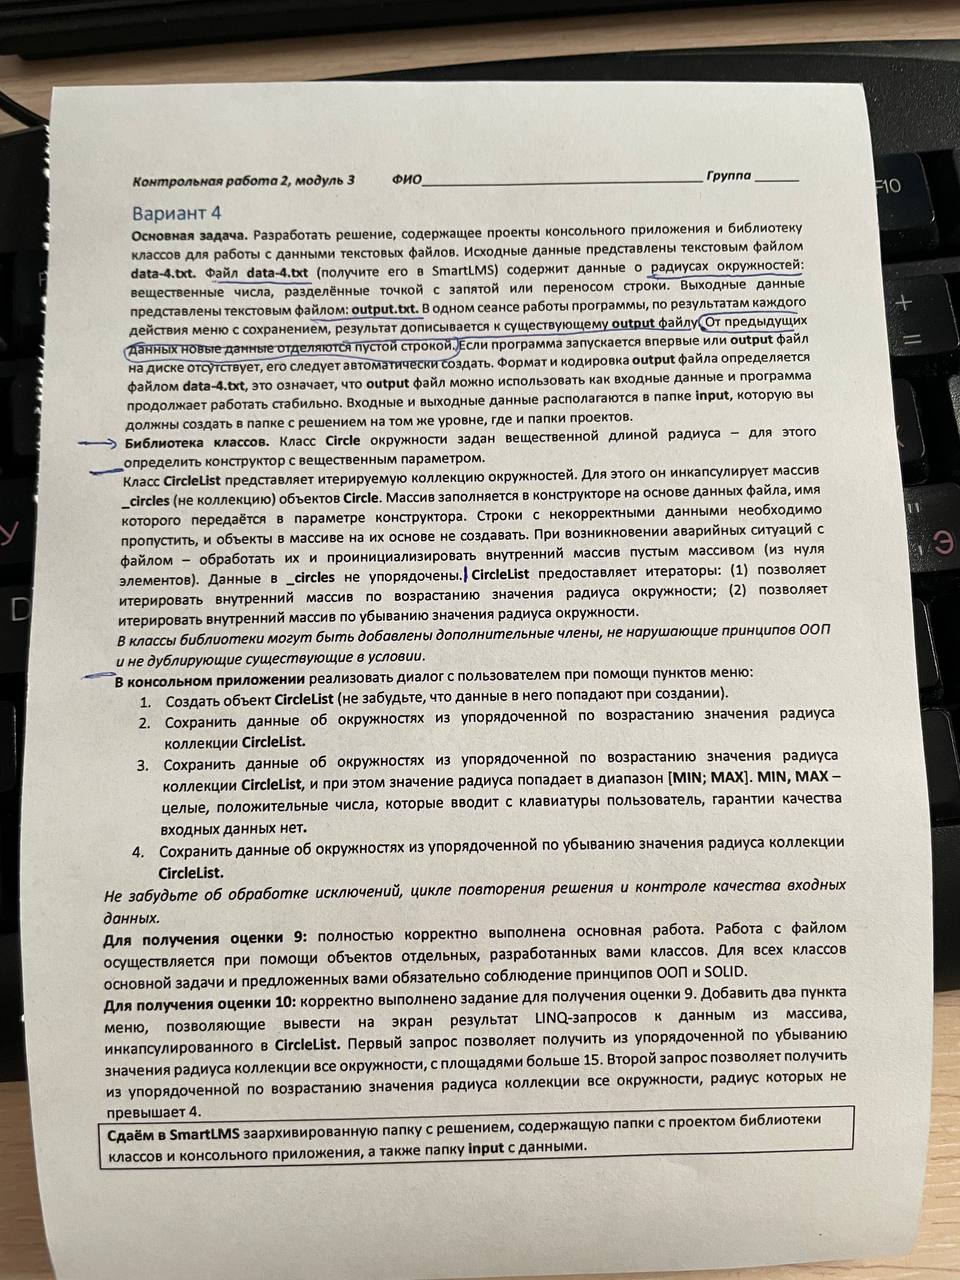 Контрольная работа 2, модуль 3 ФИО_______________ Группа ______
Вариант 4
Основная задача. Разработать решение, содержащее проекты консольного приложения и библиотеку
классов для работы с данными текстовых файлов. Исходные данные представлены текстовым файлом
data-4.txt. Файл data-4.txt (получите его в SmartLMS) содержит данные о радиусах окружностей:
вещественные числа, разделённые точкой с запятой или переносом строки. Выходные данные
представлены текстовым файлом: output.txt. В одном сеансе работы программы, по результатам каждого
действия меню с сохранением, результат дописывается к существующему output файлу. От предыдущих
данных новые данные отделяются пустой строкой. Если программа запускается впервые или output файл
на диске отсутствует, его следует автоматически создать. Формат и кодировка output файла определяется
файлом data-4.txt, это означает, что output файл можно использовать как входные данные и программа
продолжает работать стабильно. Входные и выходные данные располагаются в папке input, которую вы
должны создать в папке с решением на том же уровне, где и папки проектов.
Библиотека классов. Класс Circle окружности задан вещественной длиной радиуса – для этого
определить конструктор с вещественным параметром.
Класс CircleList представляет итерируемую коллекцию окружностей. Для этого он инкапсулирует массив
_circles (не коллекцию) объектов Circle. Массив заполняется в конструкторе на основе данных файла, имя
которого передаётся в параметре конструктора. Строки с некорректными данными необходимо
пропустить, и объекты в массиве на их основе не создавать. При возникновении аварийных ситуаций с
файлом – обработать их и проинициализировать внутренний массив пустым массивом (из нуля
элементов). Данные в _circles не упорядочены. CircleList предоставляет итераторы: (1) позволяет
итерировать внутренний массив по возрастанию значения радиуса окружности; (2) позволяет
итерировать внутренний массив по убыванию значения радиуса окружности.
В классы библиотеки могут быть добавлены дополнительные члены, не нарушающие принципов ООП
и не дублирующие существующие в условии.
В консольном приложении реализовать диалог с пользователем при помощи пунктов меню:
1. Создать объект CircleList (не забудьте, что данные в него попадают при создании).
2. Сохранить данные об окружностях из упорядоченной по возрастанию значения радиуса
коллекции CircleList.
3. Сохранить данные об окружностях из упорядоченной по возрастанию значения радиуса
коллекции CircleList, и при этом значение радиуса попадает в диапазон [MIN; MAX]. MIN, MAX –
целые, положительные числа, которые вводит с клавиатуры пользователь, гарантии качества
входных данных нет.
4. Сохранить данные об окружностях из упорядоченной по убыванию значения радиуса коллекции
CircleList.
Не забудьте об обработке исключений, цикле повторения решения и контроле качества входных
данных.
Для получения оценки 9: полностью корректно выполнена основная работа. Работа с файлом
осуществляется при помощи объектов отдельных, разработанных вами классов. Для всех классов
основной задачи и предложенных вами обязательно соблюдение принципов ООП и SOLID.
Для получения оценки 10: корректно выполнено задание для получения оценки 9. Добавить два пункта
меню, позволяющие вывести на экран результат LINQ-запросов к данным из массива,
инкапсулированного в CircleList. Первый запрос позволяет получить из упорядоченной по убыванию
значения радиуса коллекции все окружности, с площадями больше 15. Второй запрос позволяет получить
из упорядоченной по возрастанию значения радиуса коллекции все окружности, радиус которых не
превышает 4.
Сдаём в SmartLMS заархивированную папку с решением, содержащую папки с проектом библиотеки
классов и консольного приложения, а также папку input с данными.
F10
+
=
У
D
"
Э